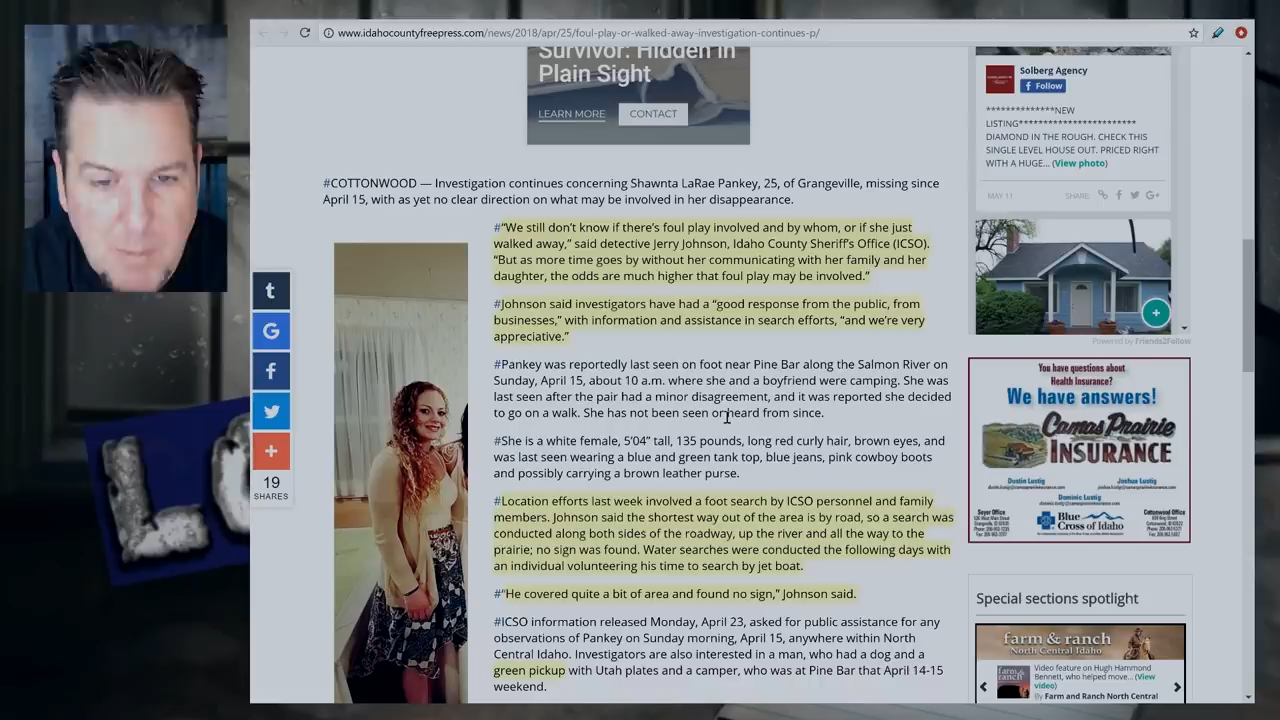 www.idahocountyfreepress.com/news/2018/apr/25/foul-play-or-walked-away-investigation-continues-p/
Survivor: Hidden in
Plain Sight
LEARN MORE
CONTACT
#COTTONWOOD — Investigation continues concerning Shawnta LaRae Pankey, 25, of Grangeville, missing since
April 15, with as yet no clear direction on what may be involved in her disappearance.
#“We still don’t know if there’s foul play involved and by whom, or if she just
walked away,” said detective Jerry Johnson, Idaho County Sheriff’s Office (ICSO).
“But as more time goes by without her communicating with her family and her
daughter, the odds are much higher that foul play may be involved.”
#Johnson said investigators have had a “good response from the public, from
businesses,” with information and assistance in search efforts, “and we’re very
appreciative.”
#Pankey was reportedly last seen on foot near Pine Bar along the Salmon River on
Sunday, April 15, about 10 a.m. where she and a boyfriend were camping. She was
last seen after the pair had a minor disagreement, and it was reported she decided
to go on a walk. She has not been seen or heard from since.
#She is a white female, 5’04” tall, 135 pounds, long red curly hair, brown eyes, and
was last seen wearing a blue and green tank top, blue jeans, pink cowboy boots
and possibly carrying a brown leather purse.
#Location efforts last week involved a foot search by ICSO personnel and family
members. Johnson said the shortest way out of the area is by road, so a search was
conducted along both sides of the roadway, up the river and all the way to the
prairie; no sign was found. Water searches were conducted the following days with
an individual volunteering his time to search by jet boat.
#“He covered quite a bit of area and found no sign,” Johnson said.
#ICSO information released Monday, April 23, asked for public assistance for any
observations of Pankey on Sunday morning, April 15, anywhere within North
Central Idaho. Investigators are also interested in a man, who had a dog and a
green pickup with Utah plates and a camper, who was at Pine Bar that April 14-15
weekend.
19
SHARES
Solberg Agency
Follow
**************NEW
LISTING***********************
DIAMOND IN THE ROUGH. CHECK THIS
SINGLE LEVEL HOUSE OUT. PRICED RIGHT
WITH A HUGE... (View photo)
MAY 11
SHARE
Powered by Friends2Follow
You have questions about
Health Insurance?
We have answers!
Camas Prairie
INSURANCE
Dustin Lustig
Joshua Lustig
Dominic Lustig
Blue
Cross of Idaho
Special sections spotlight
farm & ranch
North Central Idaho
Video feature on Hugh Hammond
Bennett, who helped move... (View
video)
By Farm and Ranch North Central